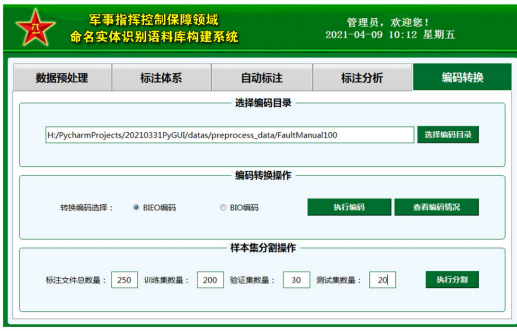 八一
军事指挥控制保障领域
命名实体识别语料库构建系统
管理员，欢迎您！
2021-04-09 10:12 星期五
数据预处理 标注体系 自动标注 标注分析 编码转换
选择编码目录
H:/PycharmProjects/20210331PyGUI/datas/preprocess_data/FaultManual100 选择编码目录
编码转换操作
转换编码选择： BIEO编码 BIO编码 执行编码 查看编码情况
样本集分割操作
标注文件总数量： 250 训练集数量： 200 验证集数量： 30 测试集数量： 20 执行分割